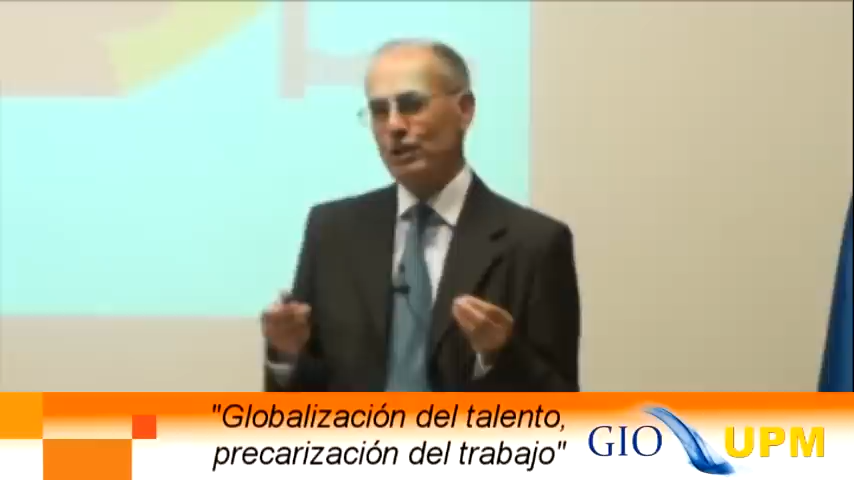 "Globalización del talento,
precarización del trabajo"
GIO UPM